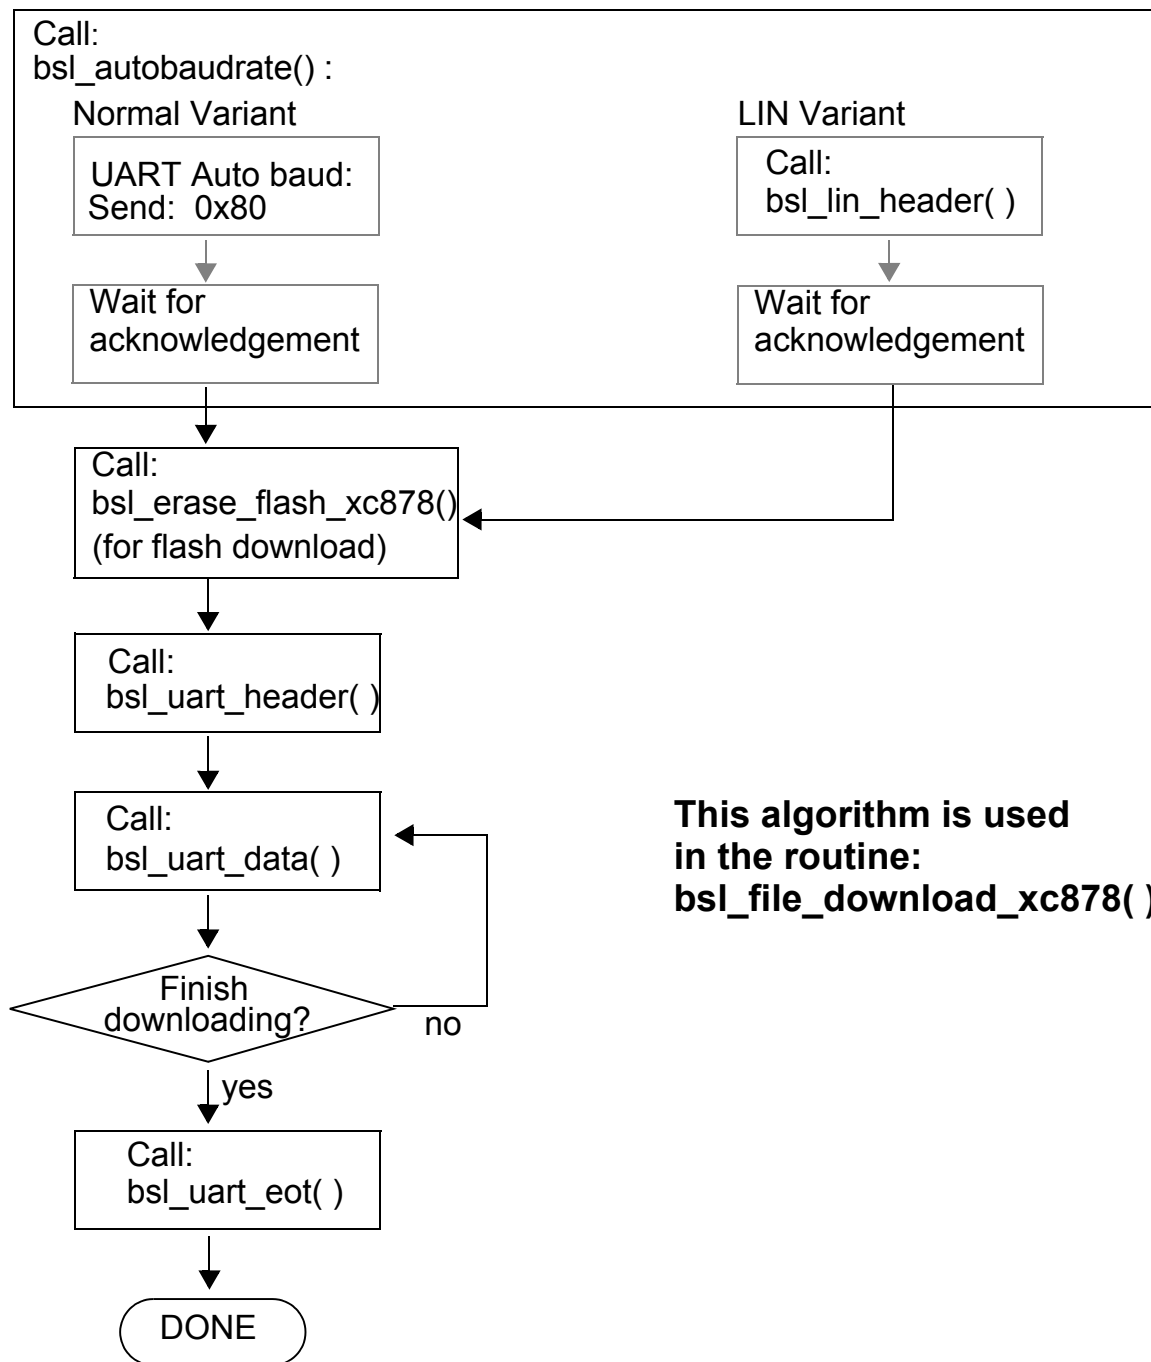 Call:
bsl_autobaudrate() :
Normal Variant
UART Auto baud:
Send: 0x80
Wait for
acknowledgement
LIN Variant
Call:
bsl_lin_header( )
Wait for
acknowledgement
Call:
bsl_erase_flash_xc878()
(for flash download)
Call:
bsl_uart_header( )
Call:
bsl_uart_data( )
Finish
downloading?
no
yes
Call:
bsl_uart_eot( )
DONE
This algorithm is used
in the routine:
bsl_file_download_xc878( )